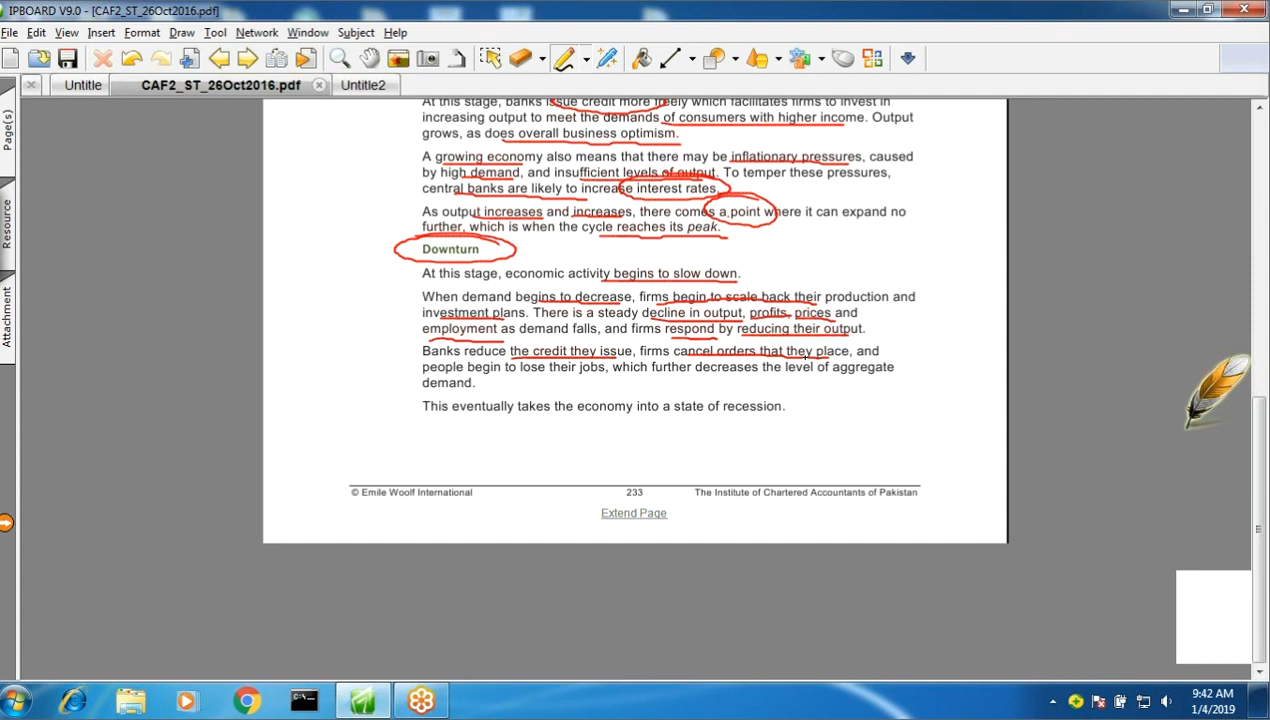 IPBOARD V9.0 - [CAF2_ST_26Oct2016.pdf]
File Edit View Insert Format Draw Tool Network Window Subject Help
Untitle CAF2_ST_26Oct2016.pdf Untitle2
Page(s)
Resource
Attachment
At this stage, banks issue credit more freely which facilitates firms to invest in
increasing output to meet the demands of consumers with higher income. Output
grows, as does overall business optimism.
A growing economy also means that there may be inflationary pressures, caused
by high demand, and insufficient levels of output. To temper these pressures,
central banks are likely to increase interest rates.
As output increases and increases, there comes a point where it can expand no
further, which is when the cycle reaches its peak.
Downturn
At this stage, economic activity begins to slow down.
When demand begins to decrease, firms begin to scale back their production and
investment plans. There is a steady decline in output, profits, prices and
employment as demand falls, and firms respond by reducing their output.
Banks reduce the credit they issue, firms cancel orders that they place, and
people begin to lose their jobs, which further decreases the level of aggregate
demand.
This eventually takes the economy into a state of recession.
© Emile Woolf International 233 The Institute of Chartered Accountants of Pakistan
Extend Page
9:42 AM
1/4/2019